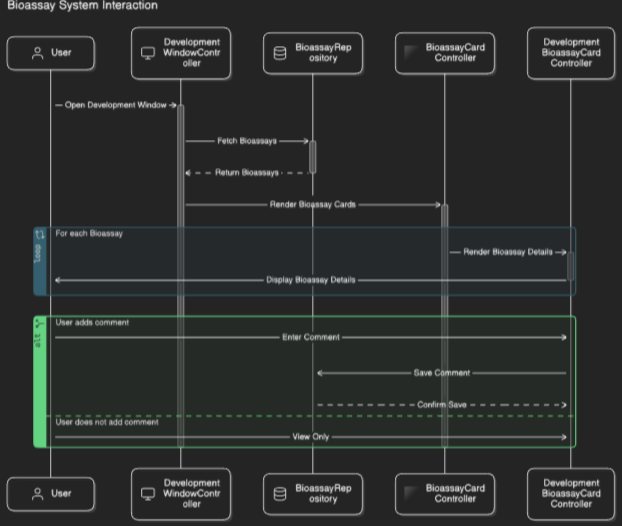 Bioassay System Interaction
User
Development
WindowContr
oller
BioassayRep
ository
BioassayCard
Controller
Development
BioassayCard
Controller
Open Development Window
Fetch Bioassays
Return Bioassays
Render Bioassay Cards
loop
For each Bioassay
Render Bioassay Details
Display Bioassay Details
alt
User adds comment
Enter Comment
Save Comment
Confirm Save
User does not add comment
View Only
User
Development
WindowContr
oller
BioassayRep
ository
BioassayCard
Controller
Development
BioassayCard
Controller